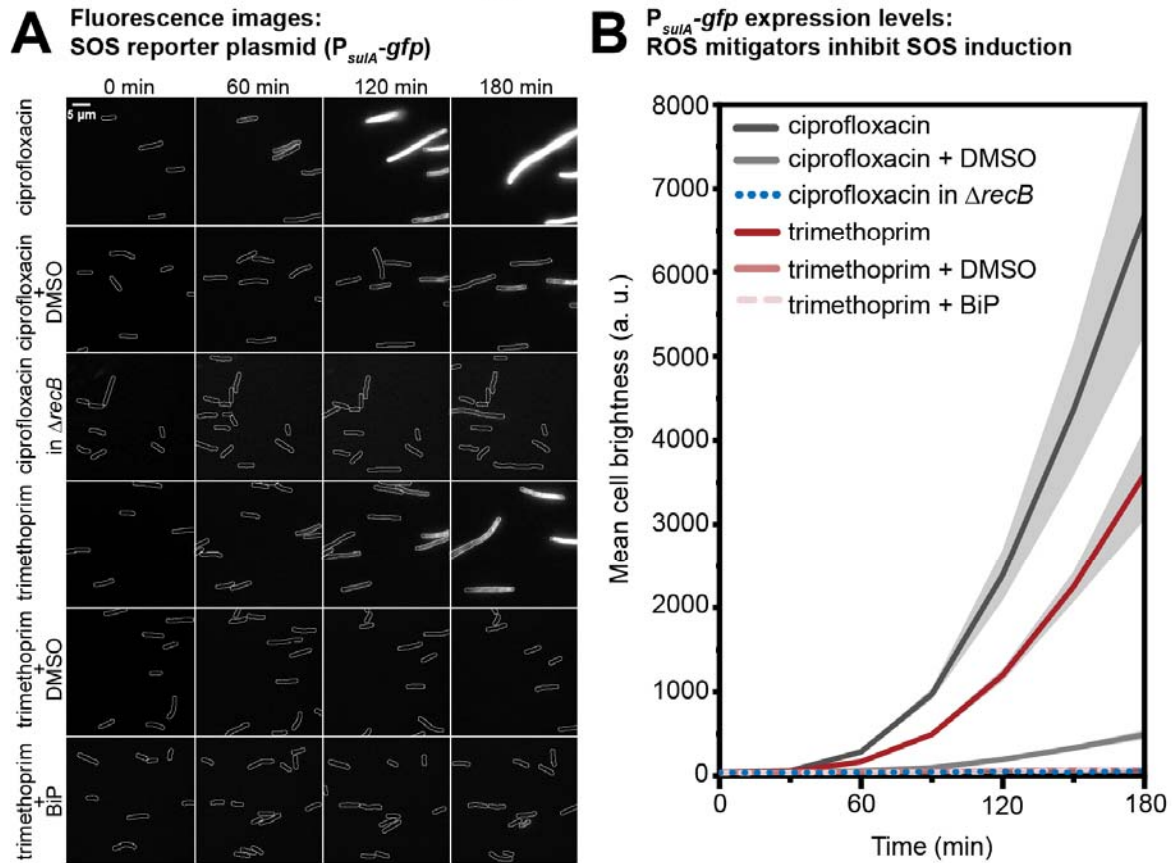 A
Fluorescence images:
SOS reporter plasmid (PsulA-gfp)
0 min 60 min 120 min 180 min
5 µm
ciprofloxacin
ciprofloxacin
+
DMSO
ciprofloxacin
in ΔrecB
trimethoprim
trimethoprim
+
DMSO
trimethoprim
+
BiP
B
PsulA-gfp expression levels:
ROS mitigators inhibit SOS induction
8000
7000
6000
5000
4000
3000
2000
1000
0
Mean cell brightness (a. u.)
ciprofloxacin
ciprofloxacin + DMSO
ciprofloxacin in ΔrecB
trimethoprim
trimethoprim + DMSO
trimethoprim + BiP
0 60 120 180
Time (min)